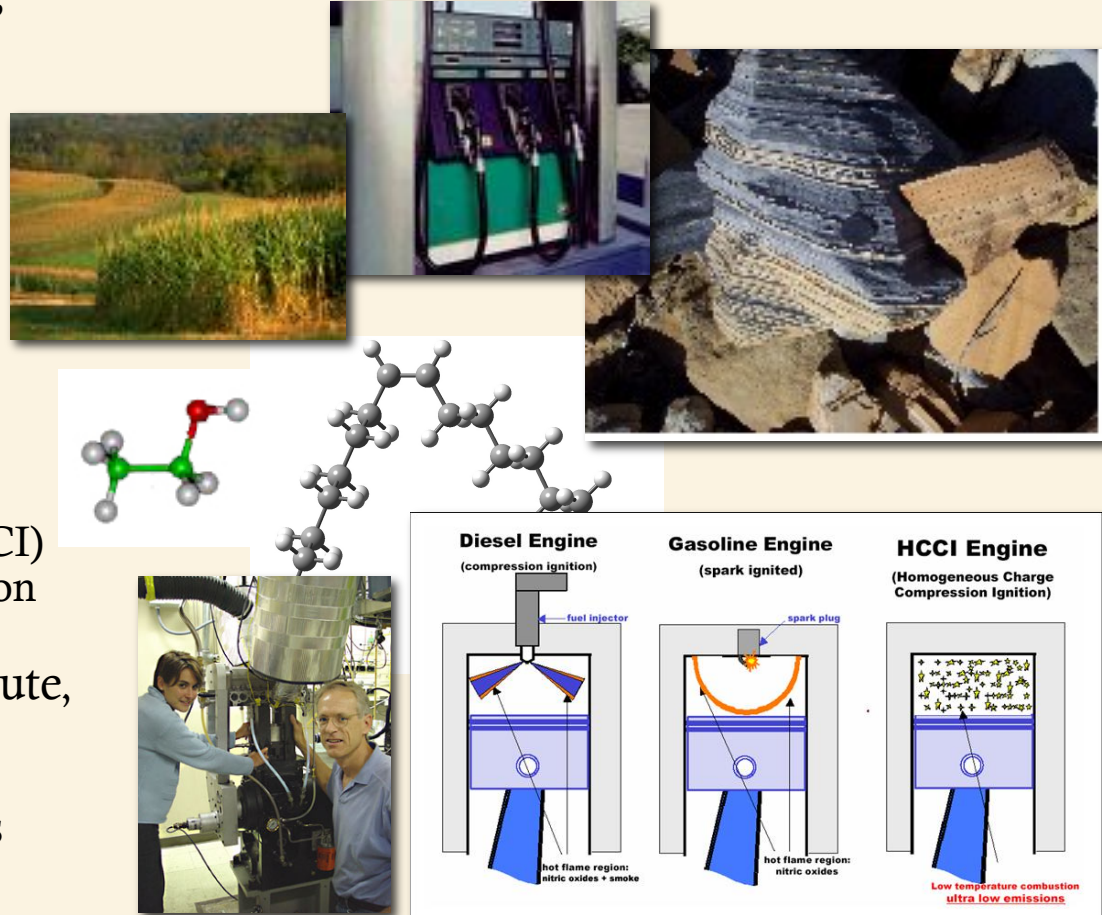 CI)
on
ute,
s
Diesel Engine
(compression ignition)
fuel injector
hot flame region:
nitric oxides + smoke
Gasoline Engine
(spark ignited)
spark plug
hot flame region:
nitric oxides
HCCI Engine
(Homogeneous Charge
Compression Ignition)
Low temperature combustion
ultra low emissions